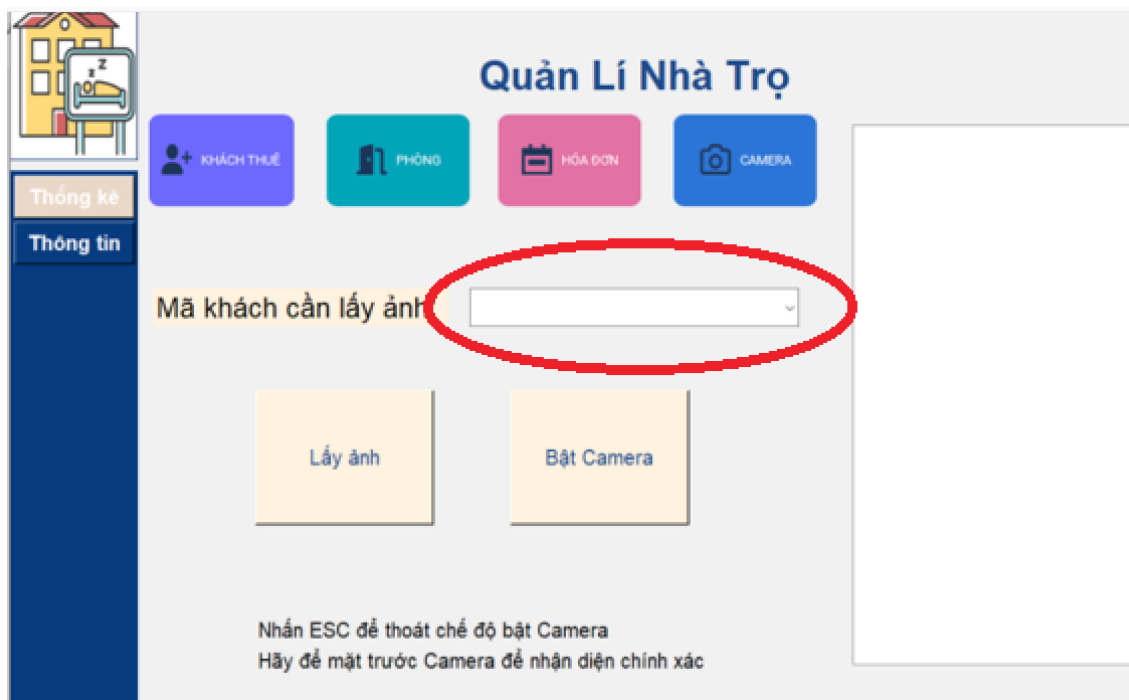 z z
Quản Lí Nhà Trọ
KHÁCH THUÊ PHÒNG HÓA ĐƠN CAMERA
Thống kê
Thông tin
Mã khách cần lấy ảnh
Lấy ảnh Bật Camera
Nhấn ESC để thoát chế độ bật Camera
Hãy để mặt trước Camera để nhận diện chính xác